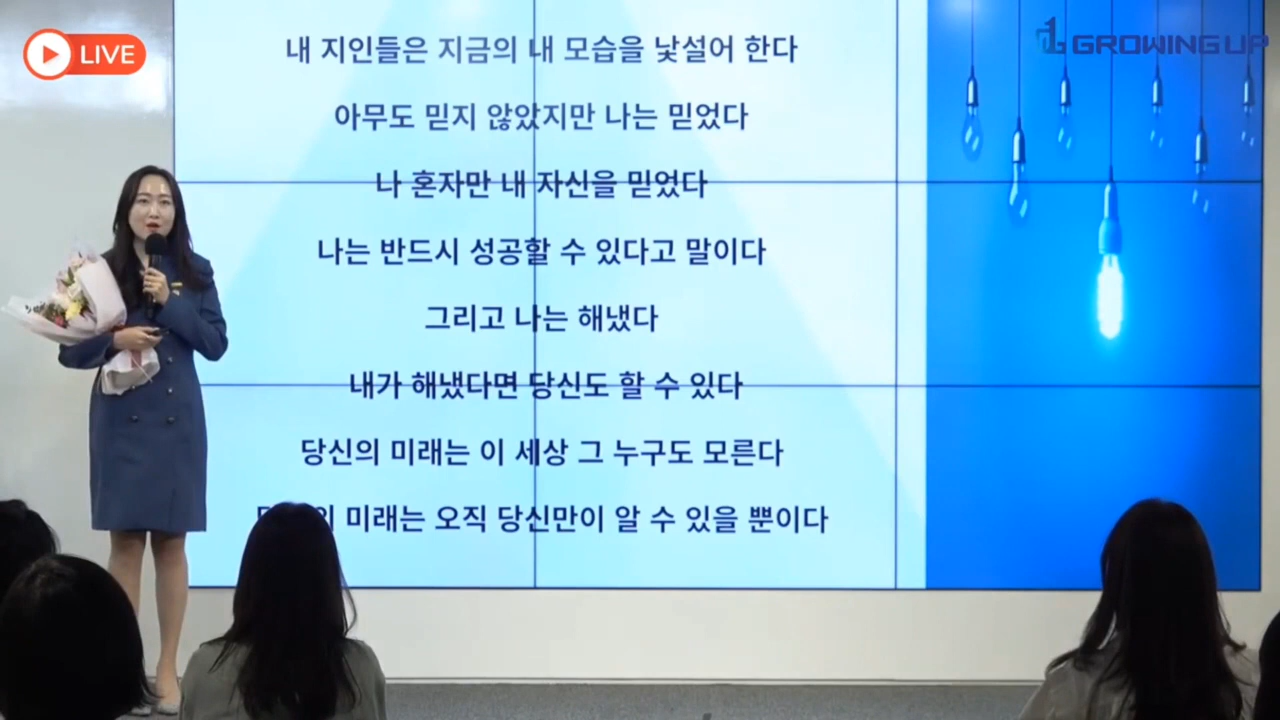 LIVE
GROWING UP
내 지인들은 지금의 내 모습을 낯설어 한다
아무도 믿지 않았지만 나는 믿었다
나 혼자만 내 자신을 믿었다
나는 반드시 성공할 수 있다고 말이다
그리고 나는 해냈다
내가 해냈다면 당신도 할 수 있다
당신의 미래는 이 세상 그 누구도 모른다
미래는 오직 당신만이 알 수 있을 뿐이다